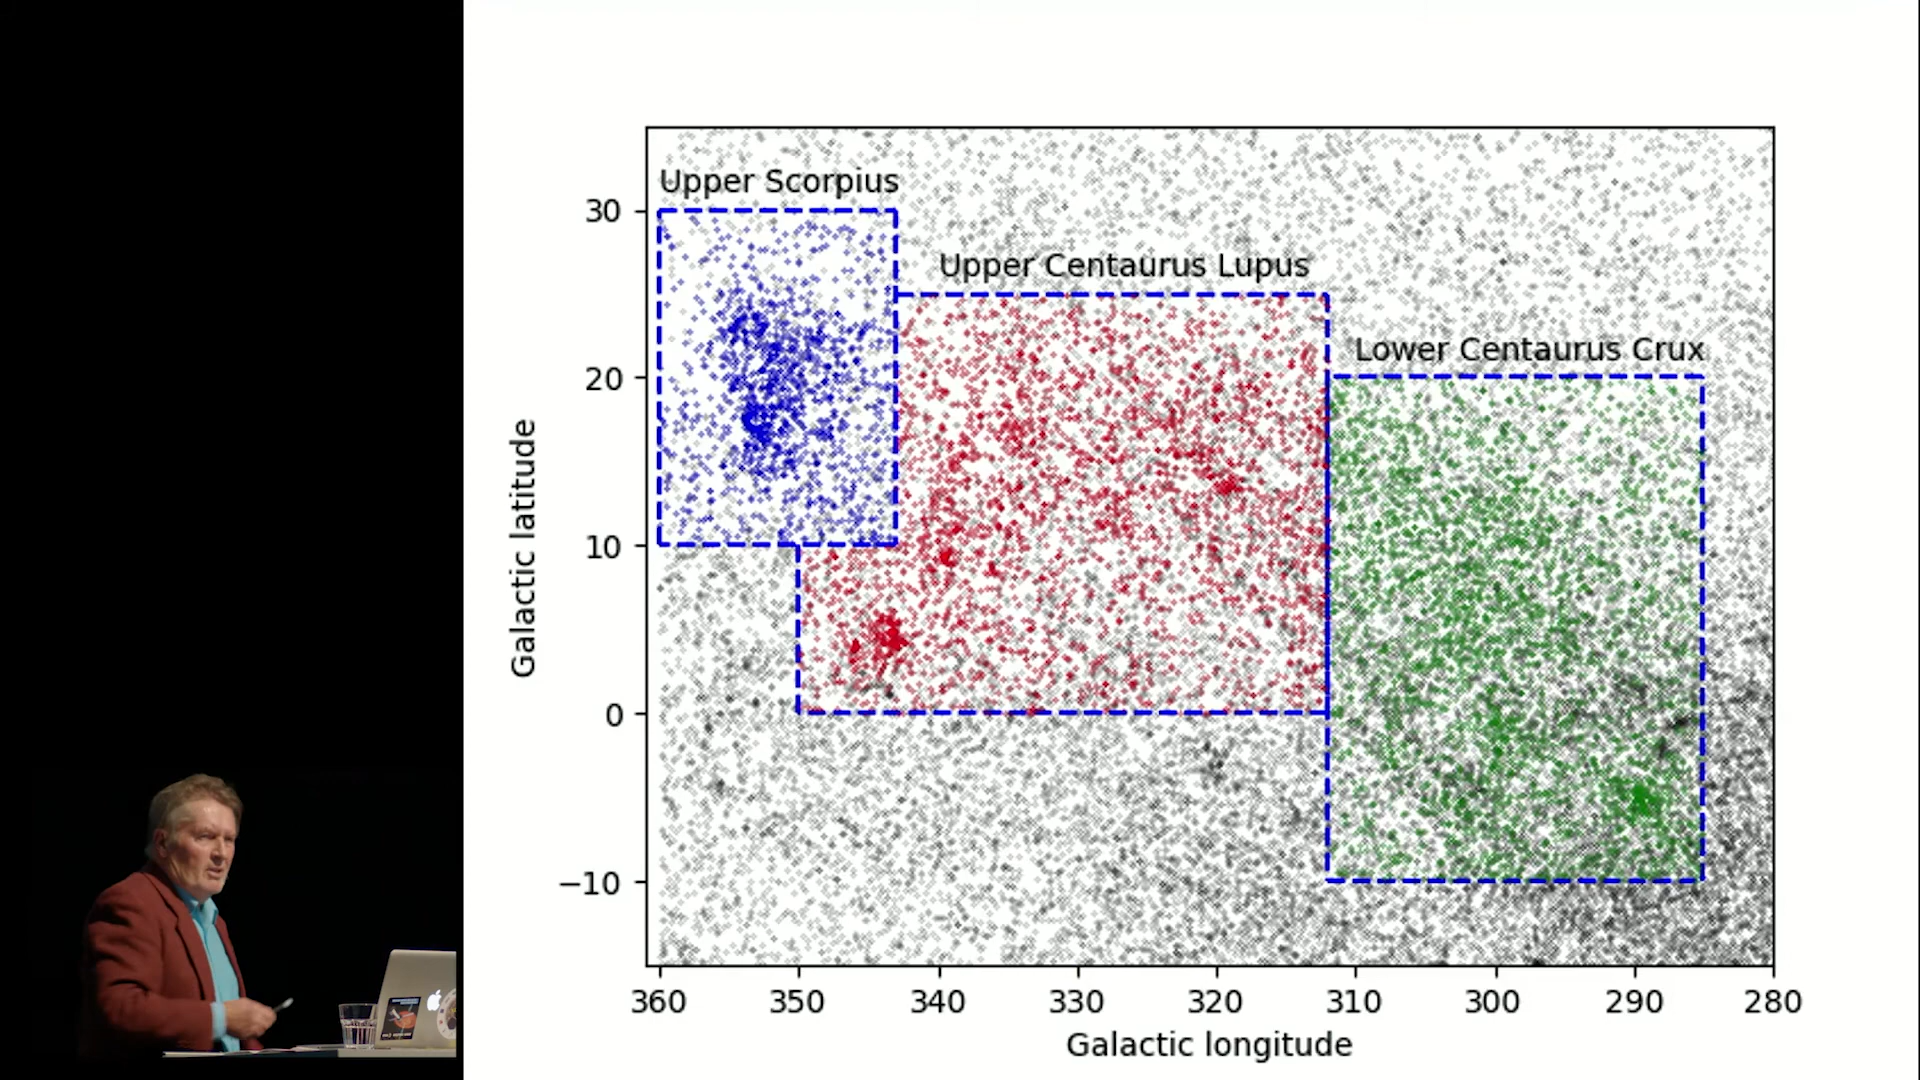 Upper Scorpius
Upper Centaurus Lupus
Lower Centaurus Crux
30
20
10
0
−10
Galactic latitude
360 350 340 330 320 310 300 290 280
Galactic longitude